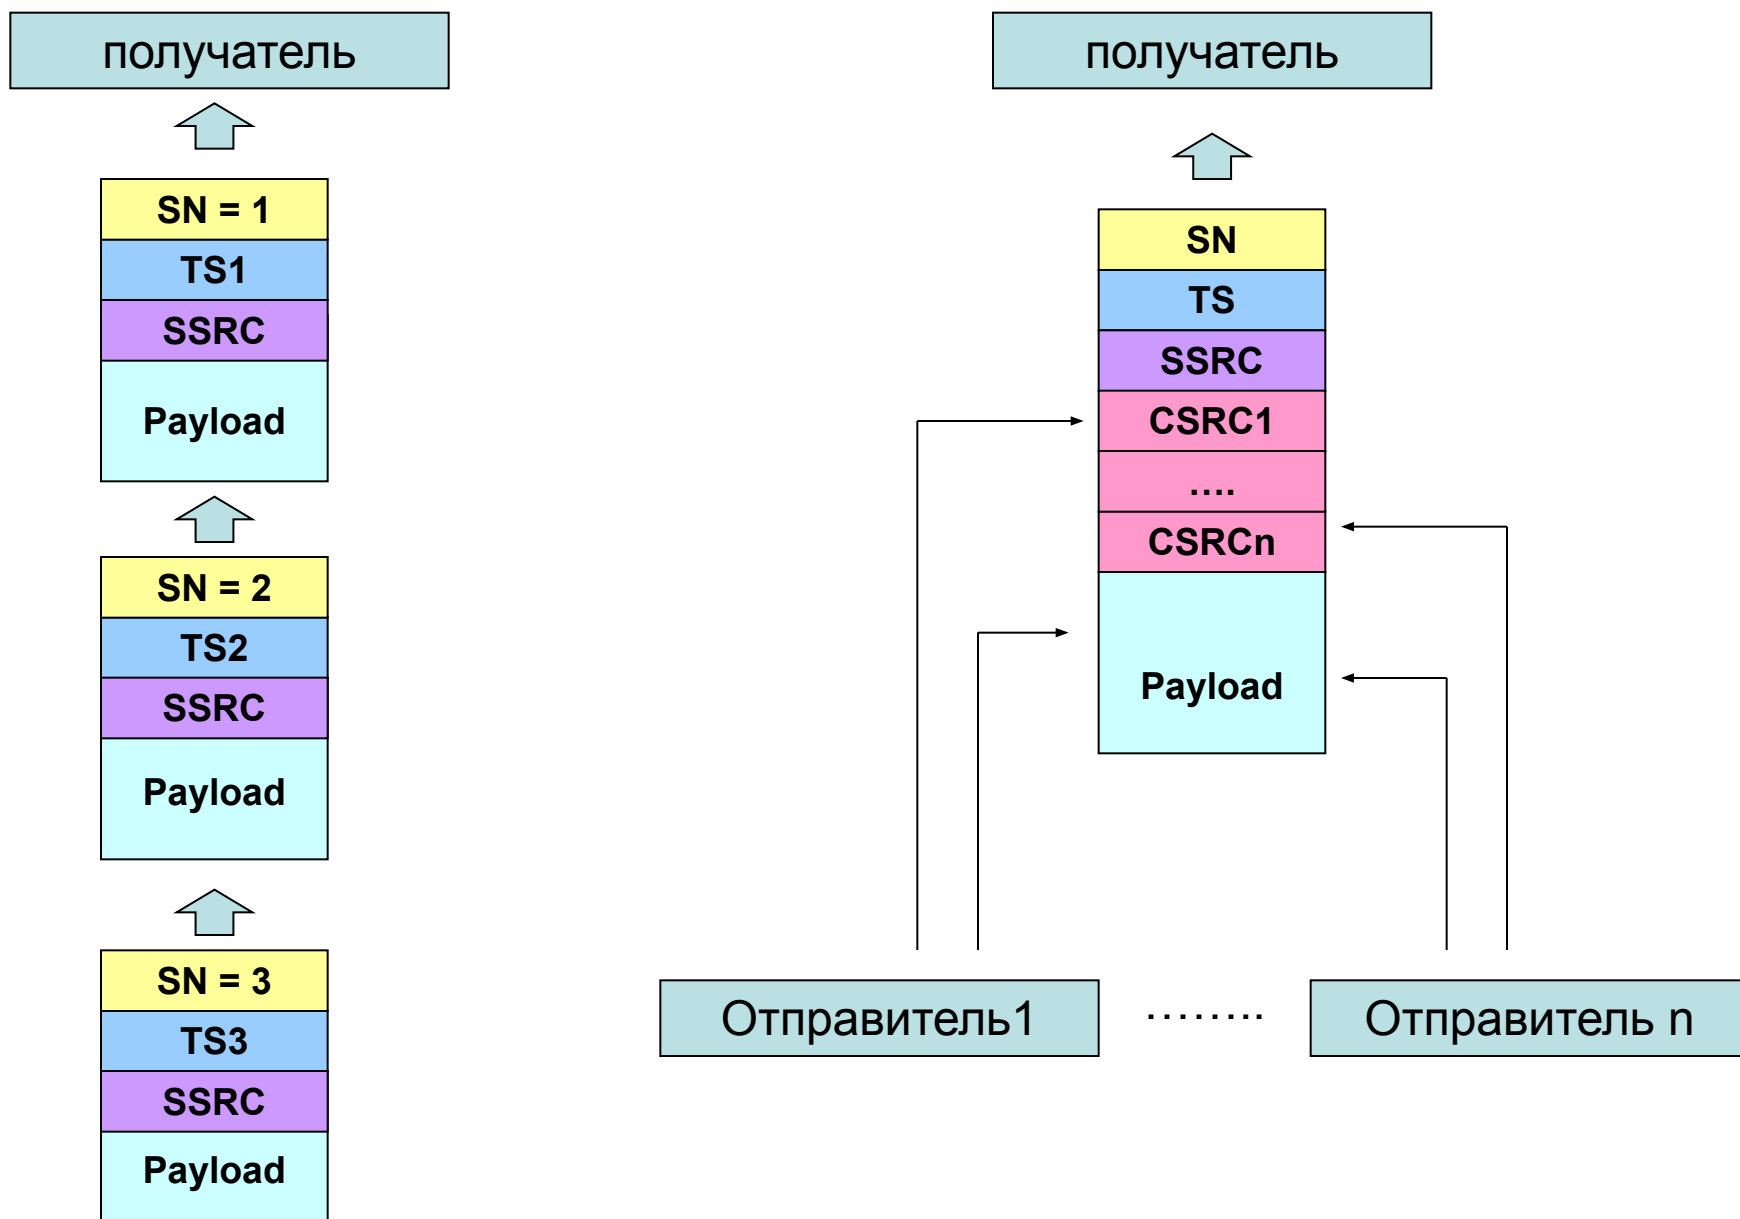 получатель
SN = 1
TS1
SSRC
Payload
SN = 2
TS2
SSRC
Payload
SN = 3
TS3
SSRC
Payload
получатель
SN
TS
SSRC
CSRC1
....
CSRCn
Payload
Отправитель1
........
Отправитель n